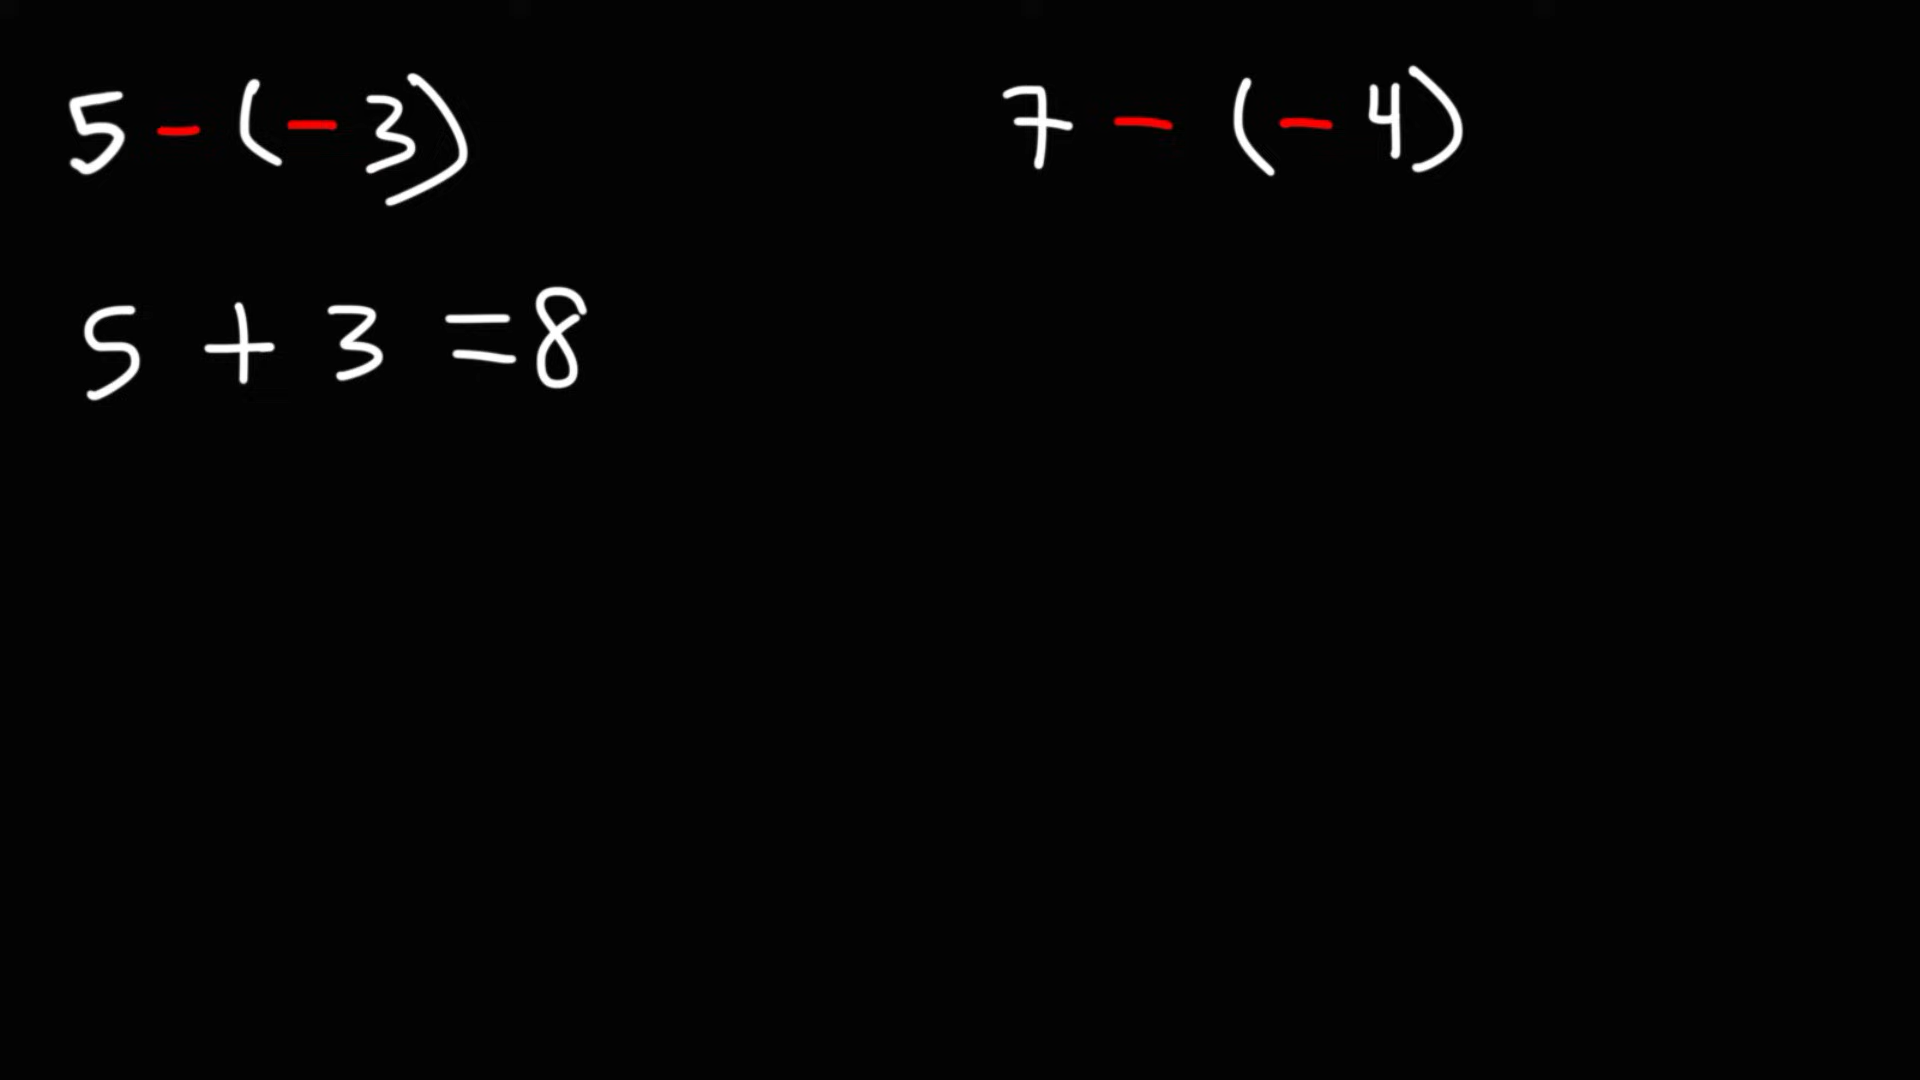 5 - (-3)
7 - (-4)
5 + 3 = 8